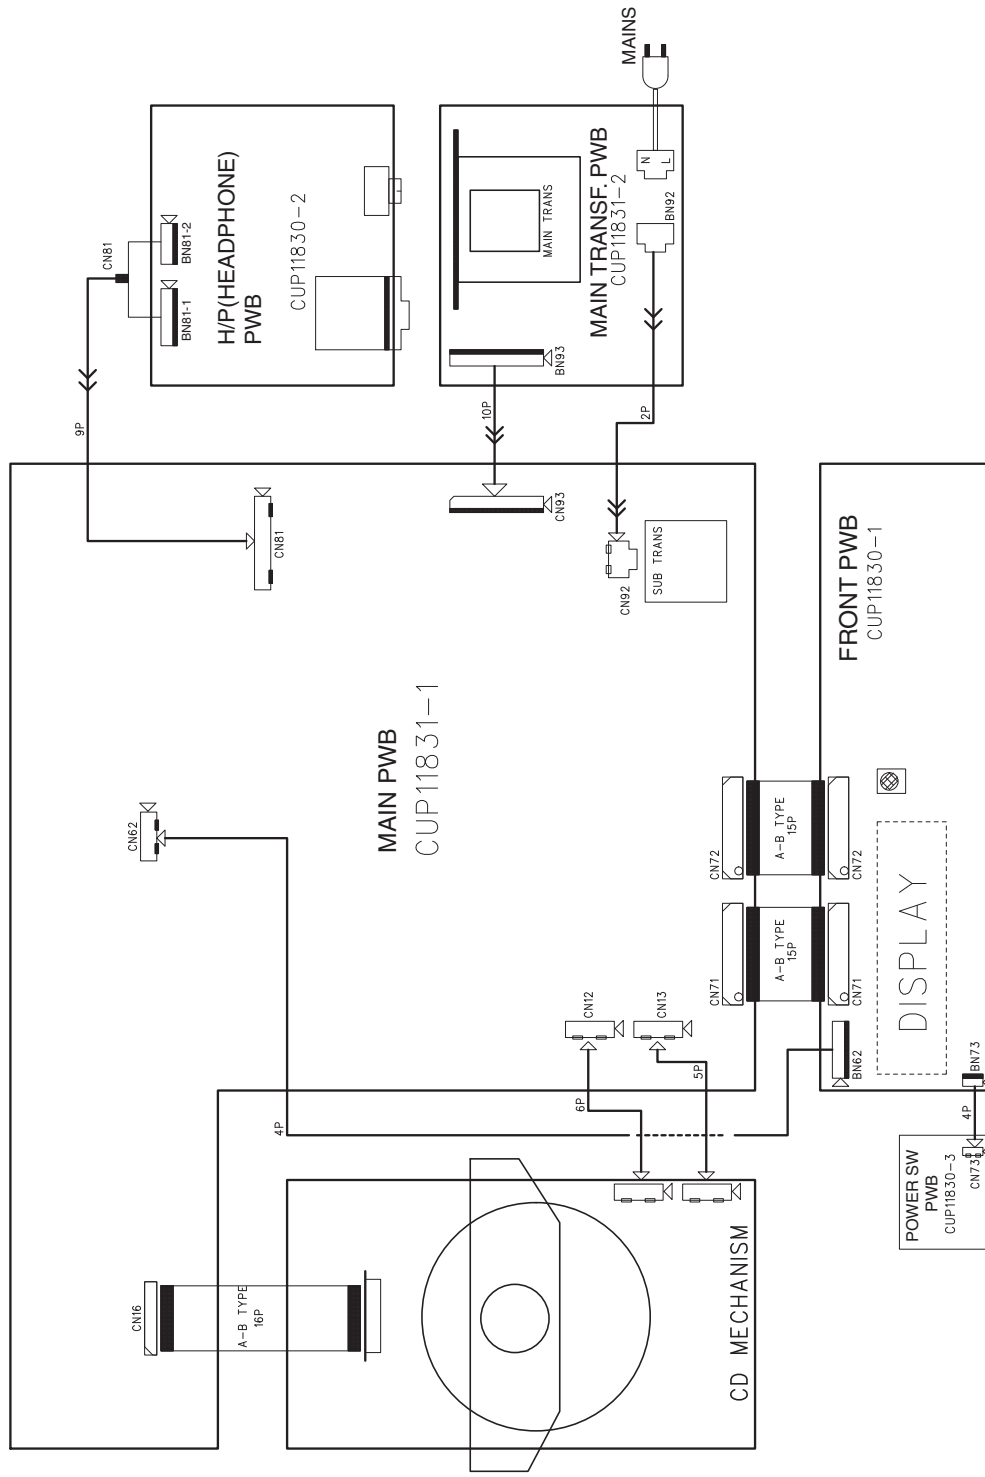 MAINS
H/P(HEADPHONE)
PWB
CUP11830-2
CN81
BN81-1
BN81-2
9P
MAIN TRANSF. PWB
CUP11831-2
MAIN TRANS
N
L
BN92
BN93
10P
2P
CN81
CN93
CN92
SUB TRANS
MAIN PWB
CUP11831-1
CN62
FRONT PWB
CUP11830-1
CN72
A-B TYPE
15P
CN72
CN71
A-B TYPE
15P
CN71
DISPLAY
CN12
CN13
6P
5P
4P
BN62
BN73
4P
CN73
POWER SW
PWB
CUP11830-3
CN16
A-B TYPE
16P
CD MECHANISM